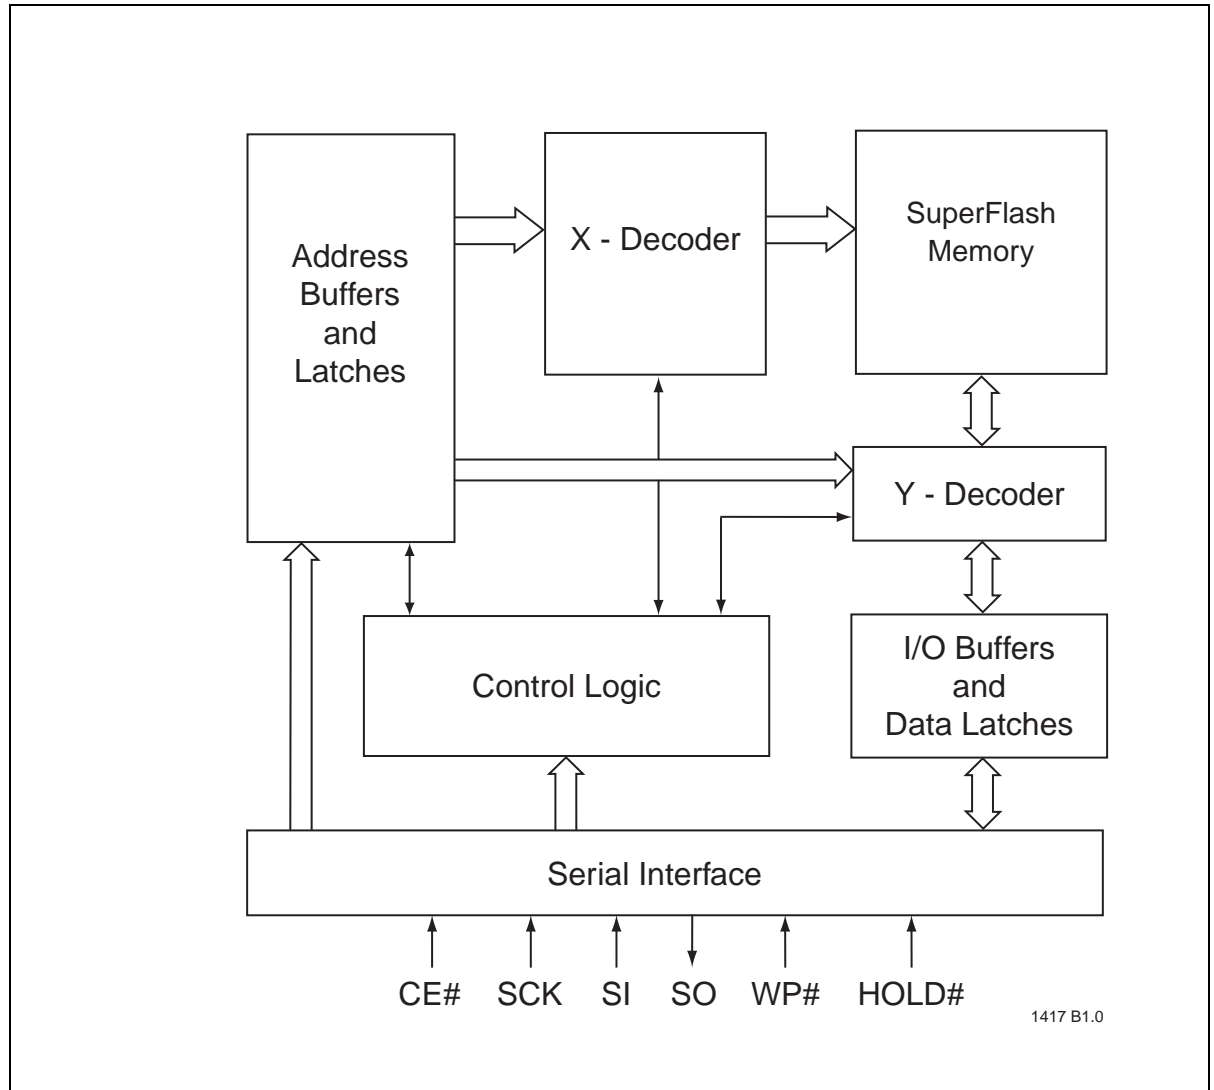 Address
Buffers
and
Latches
X - Decoder
SuperFlash
Memory
Y - Decoder
Control Logic
I/O Buffers
and
Data Latches
Serial Interface
CE# SCK SI SO WP# HOLD#
1417 B1.0